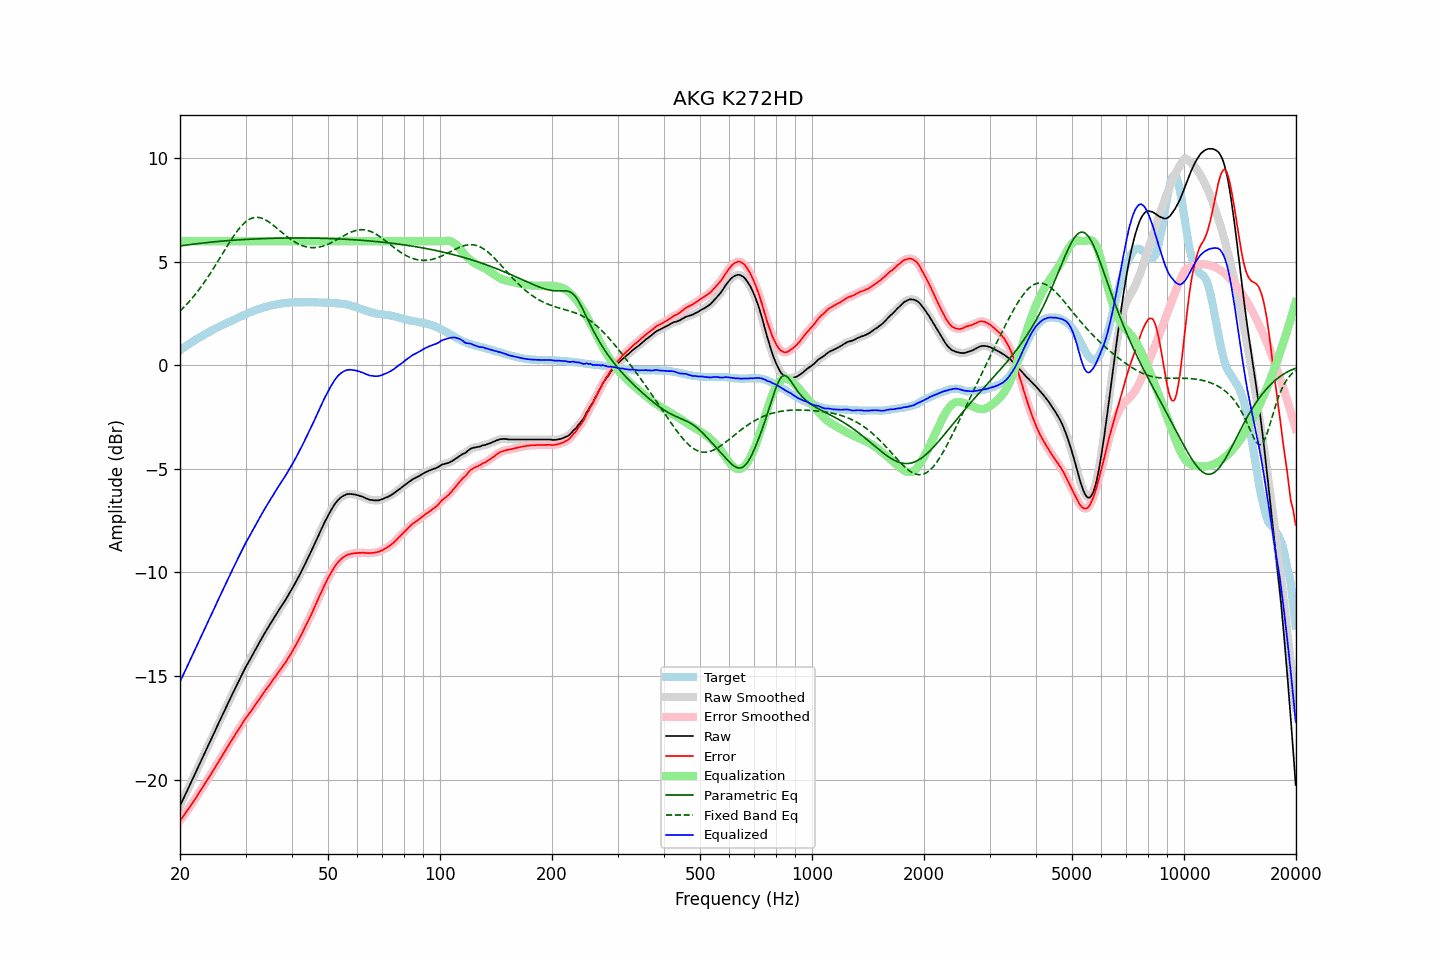 AKG K272HD
Amplitude (dBr)
10
5
0
−5
−10
−15
−20
Target
Raw Smoothed
Error Smoothed
Raw
Error
Equalization
Parametric Eq
Fixed Band Eq
Equalized
20 50 100 200 500 1000 2000 5000 10000 20000
Frequency (Hz)